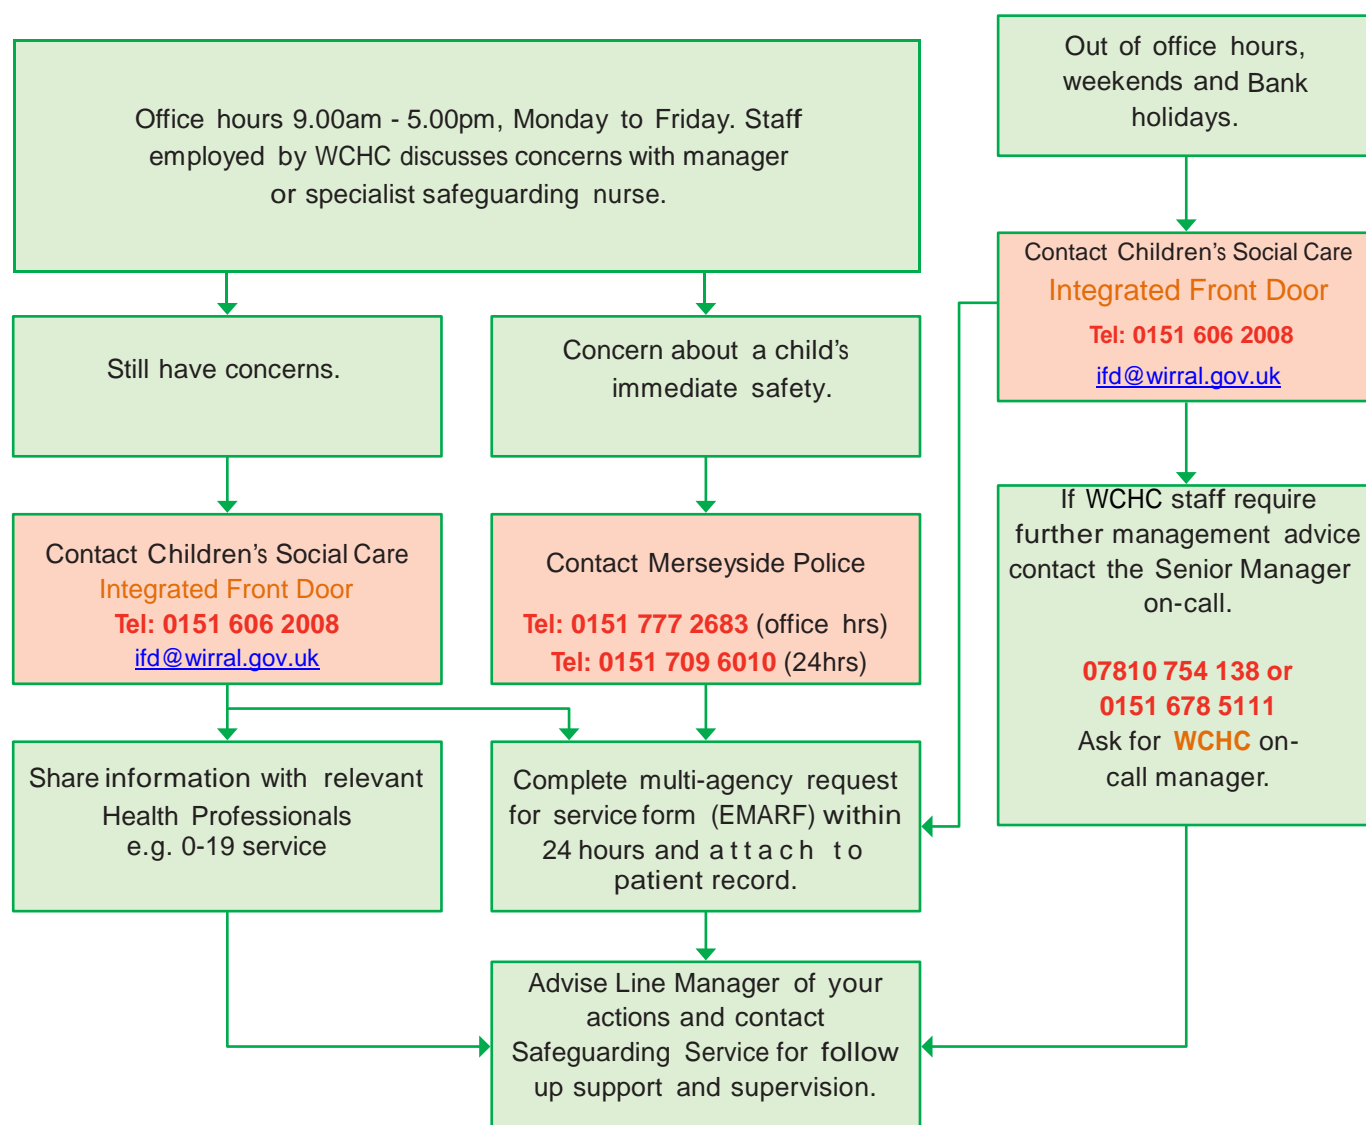 Office hours 9.00am - 5.00pm, Monday to Friday. Staff
employed by WCHC discusses concerns with manager
or specialist safeguarding nurse.
Out of office hours,
weekends and Bank
holidays.
Still have concerns.
Concern about a child's
immediate safety.
Contact Children's Social Care
Integrated Front Door
Tel: 0151 606 2008
ifd@wirral.gov.uk
Contact Children's Social Care
Integrated Front Door
Tel: 0151 606 2008
ifd@wirral.gov.uk
Contact Merseyside Police
Tel: 0151 777 2683 (office hrs)
Tel: 0151 709 6010 (24hrs)
If WCHC staff require
further management advice
contact the Senior Manager
on-call.
07810 754 138 or
0151 678 5111
Ask for WCHC on-
call manager.
Share information with relevant
Health Professionals
e.g. 0-19 service
Complete multi-agency request
for service form (EMARF) within
24 hours and attach to
patient record.
Advise Line Manager of your
actions and contact
Safeguarding Service for follow
up support and supervision.